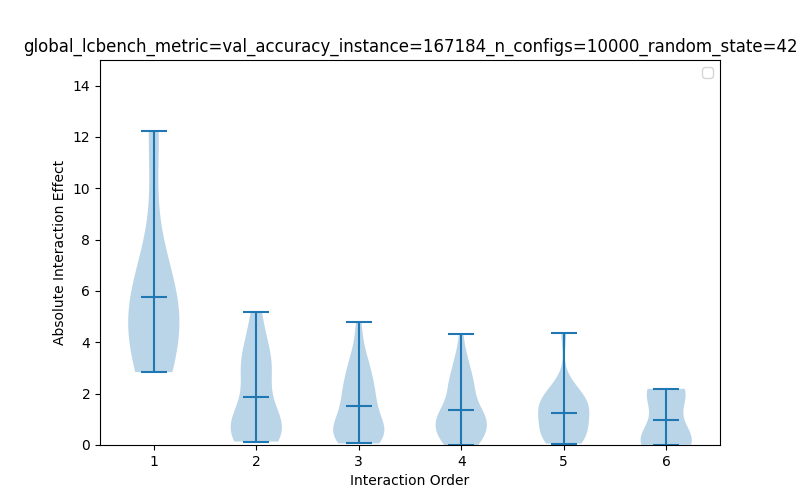 global_lcbench_metric=val_accuracy_instance=167184_n_configs=10000_random_state=42
14
12
10
8
6
4
2
0
Absolute Interaction Effect
1 2 3 4 5 6
Interaction Order